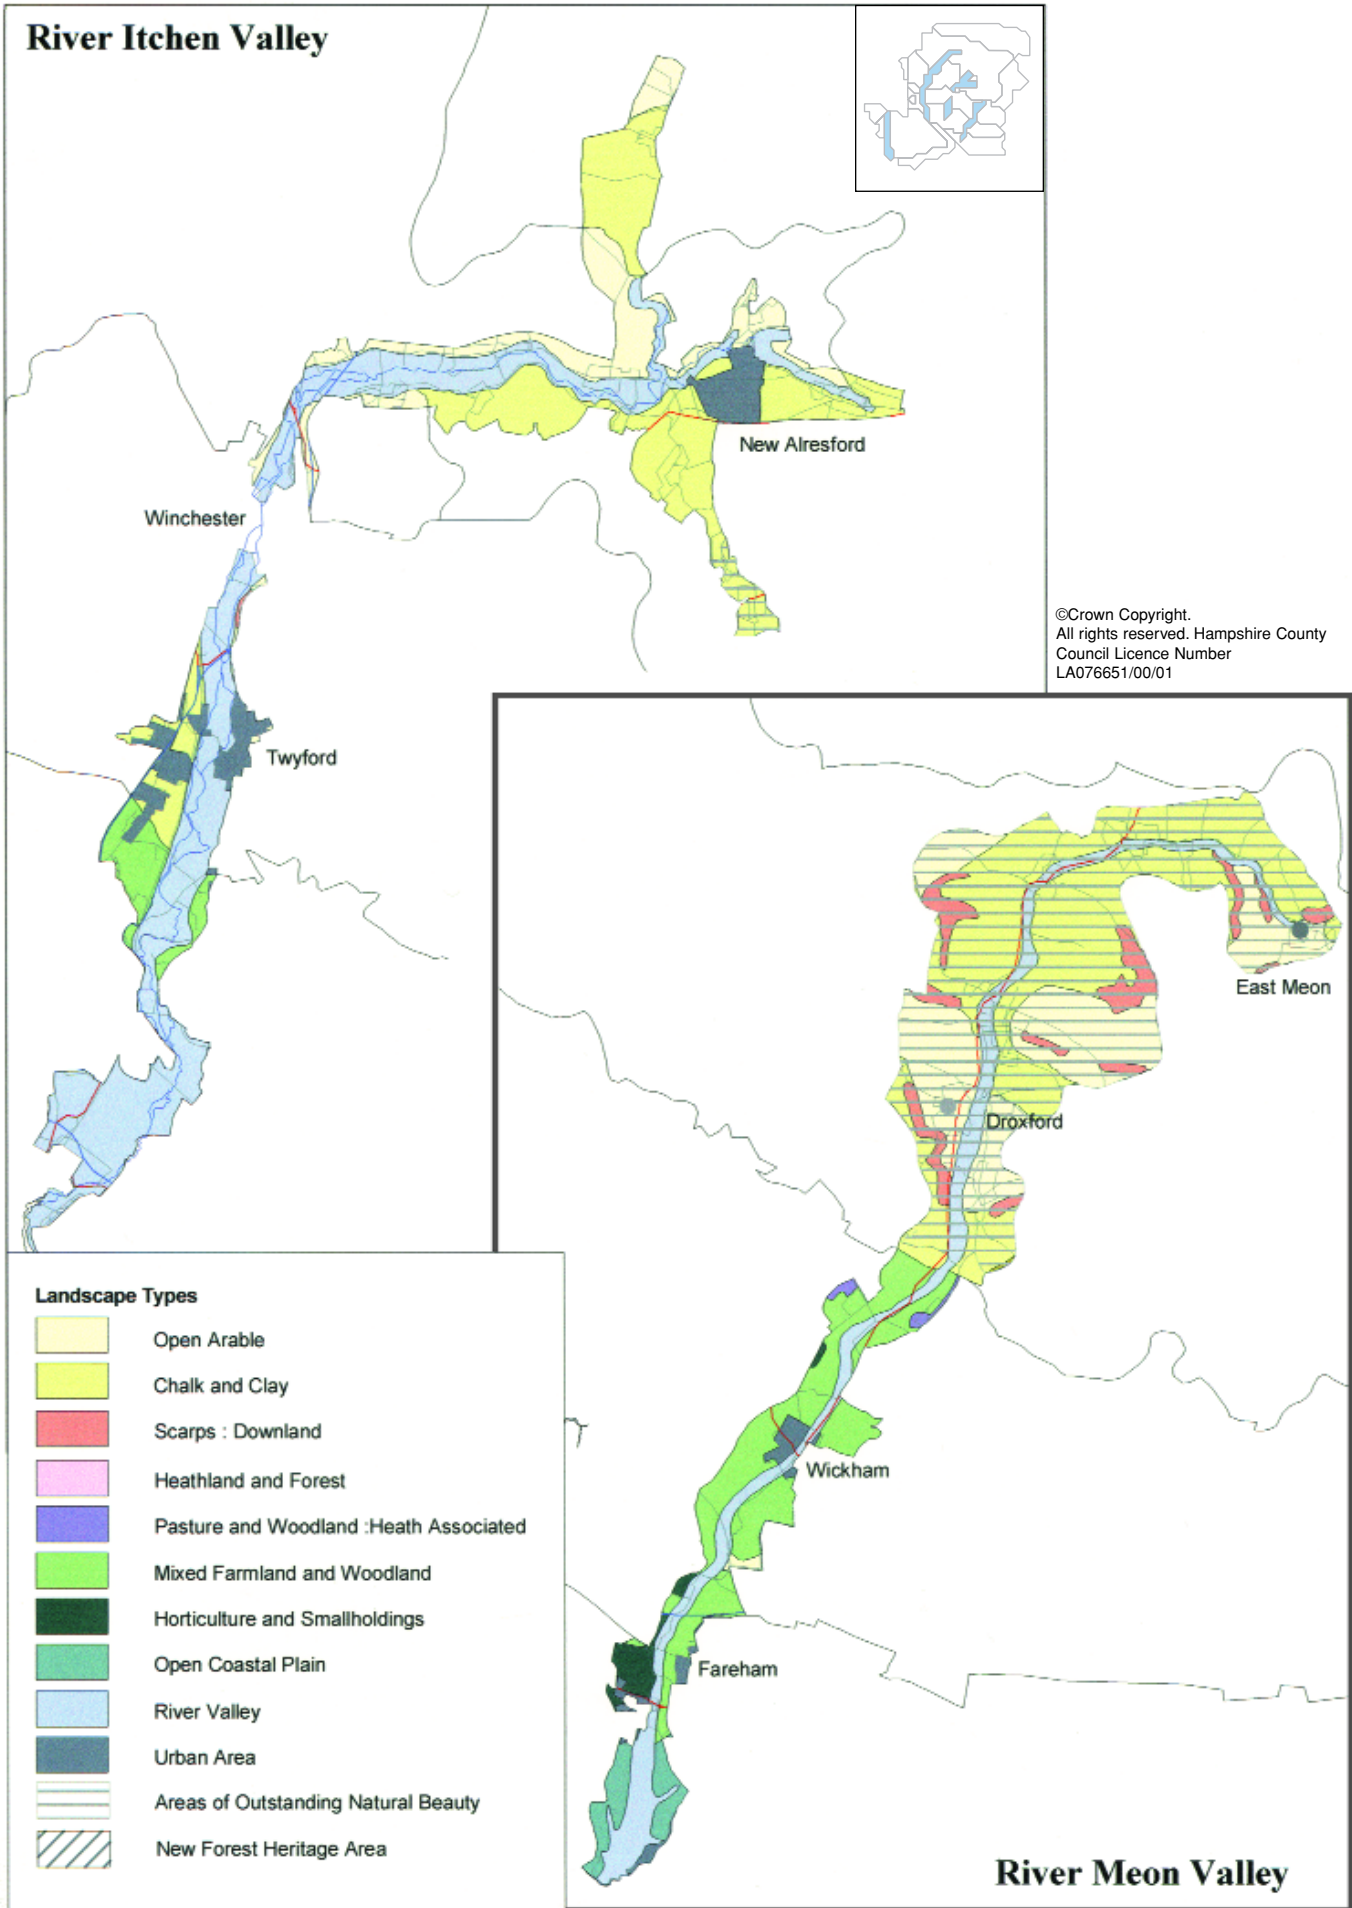 River Itchen Valley
New Alresford
Winchester
©Crown Copyright.
All rights reserved. Hampshire County
Council Licence Number
LA076651/00/01
Twyford
East Meon
Droxford
Wickham
Fareham
Landscape Types
Open Arable
Chalk and Clay
Scarps : Downland
Heathland and Forest
Pasture and Woodland :Heath Associated
Mixed Farmland and Woodland
Horticulture and Smallholdings
Open Coastal Plain
River Valley
Urban Area
Areas of Outstanding Natural Beauty
New Forest Heritage Area
River Meon Valley